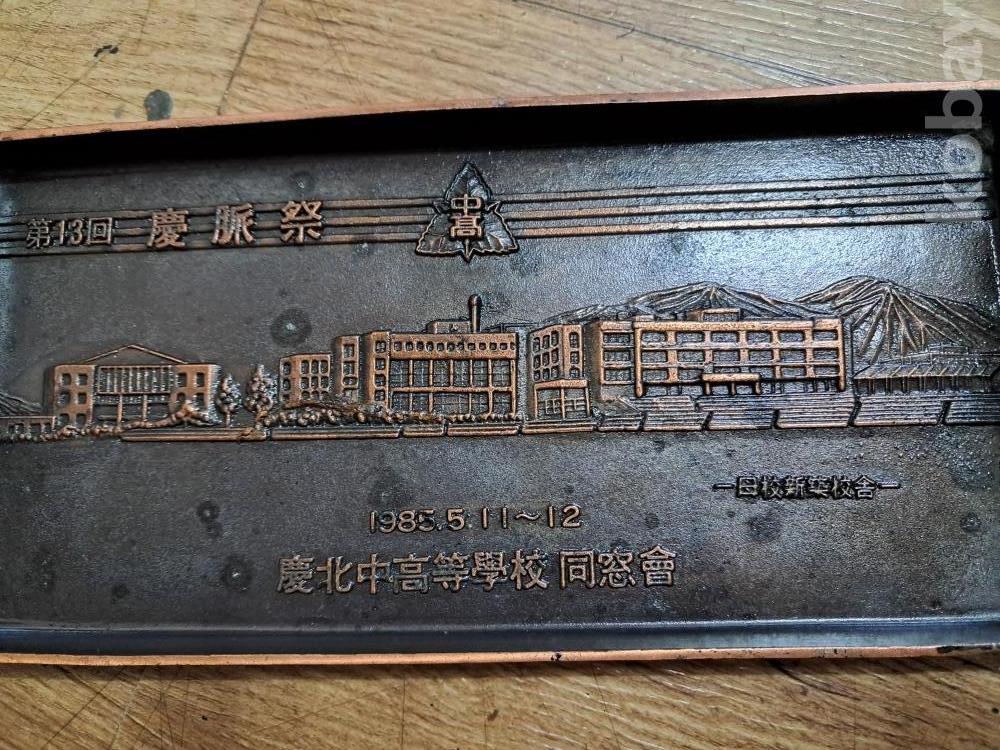 第13回 慶脈祭
中高
母校新築校舍
1985.5.11~12
慶北中高等學校 同窓會
kobay